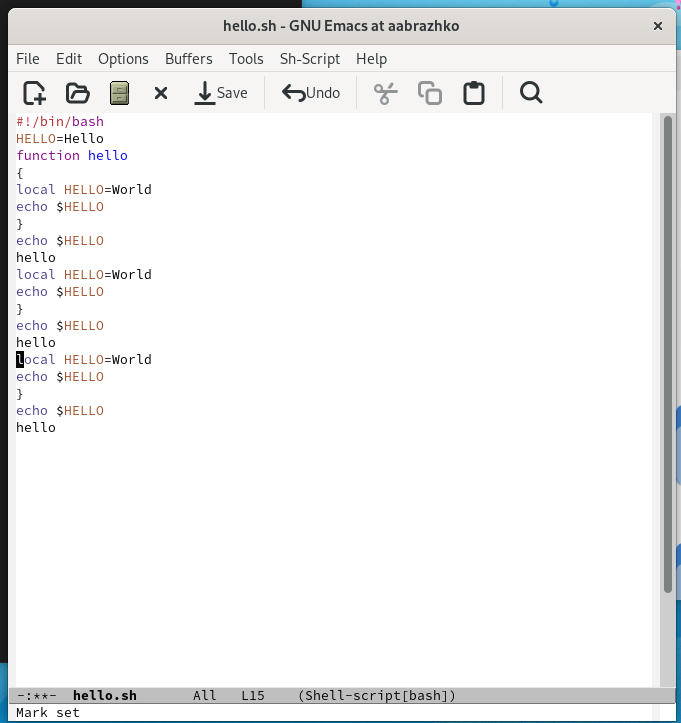 hello.sh - GNU Emacs at aabrazhko
File Edit Options Buffers Tools Sh-Script Help
Save Undo
#!/bin/bash
HELLO=Hello
function hello
{
local HELLO=World
echo $HELLO
}
echo $HELLO
hello
local HELLO=World
echo $HELLO
}
echo $HELLO
hello
local HELLO=World
echo $HELLO
}
echo $HELLO
hello
-:**- hello.sh All L15 (Shell-script[bash])
Mark set